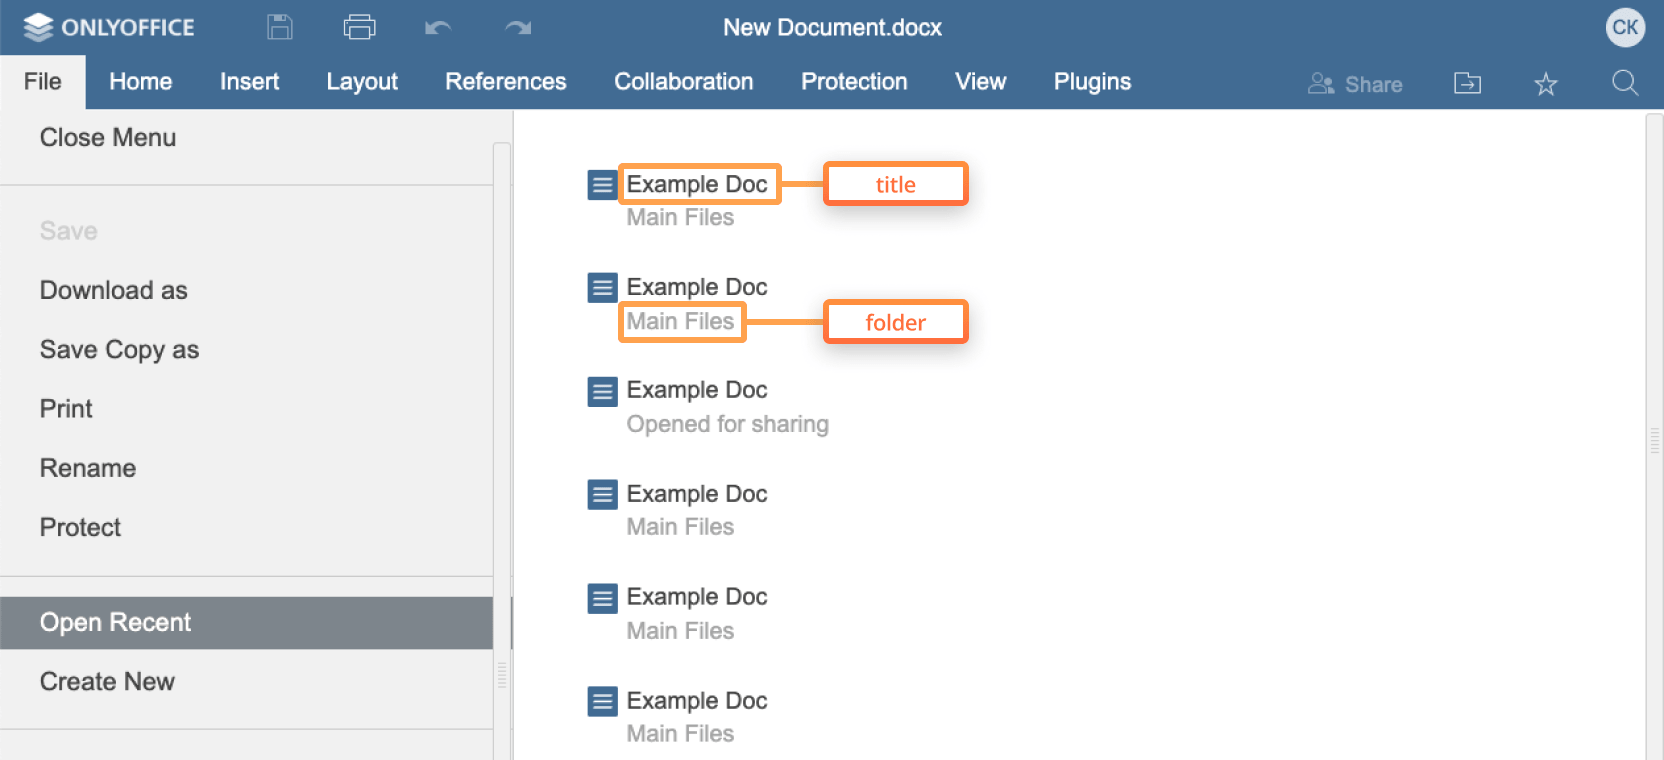 ONLYOFFICE
New Document.docx
CK
File Home Insert Layout References Collaboration Protection View Plugins Share
Close Menu
Save
Download as
Save Copy as
Print
Rename
Protect
Open Recent
Create New
Example Doc title
Main Files
Example Doc
Main Files folder
Example Doc
Opened for sharing
Example Doc
Main Files
Example Doc
Main Files
Example Doc
Main Files